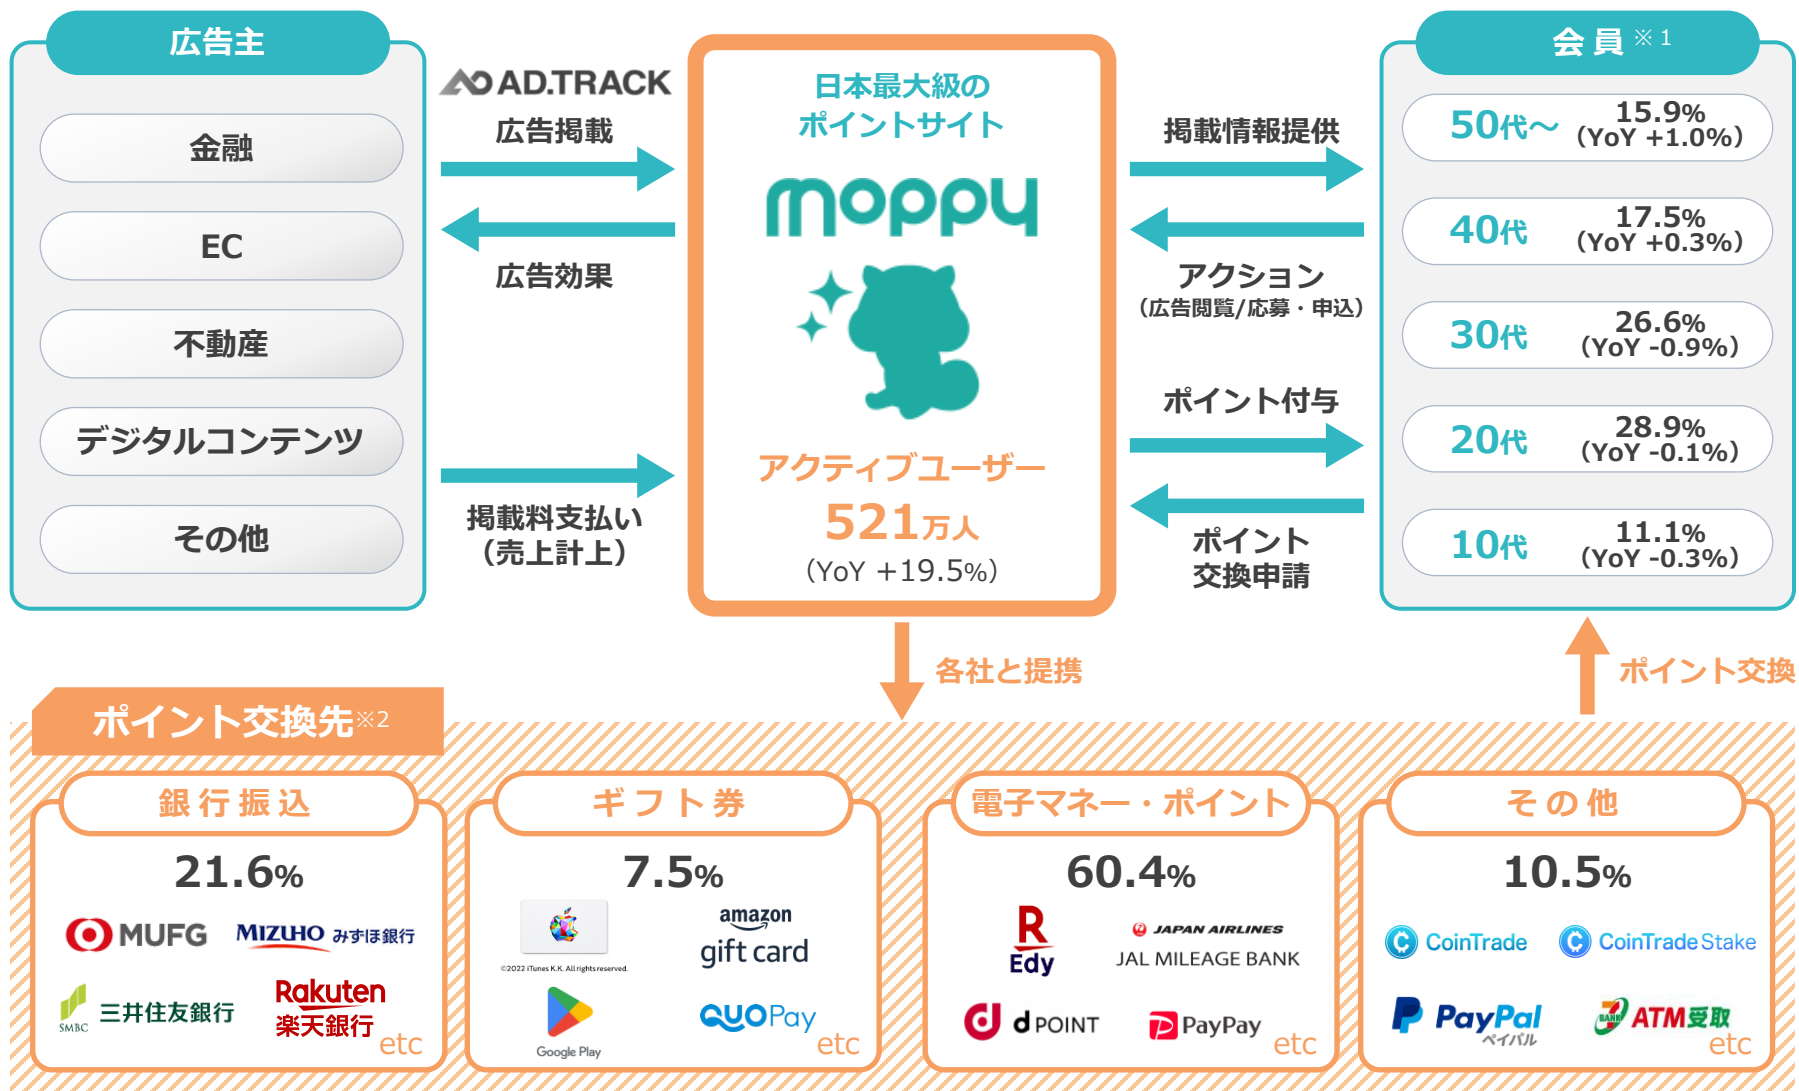 広告主
金融
EC
不動産
デジタルコンテンツ
その他
AD.TRACK
広告掲載
広告効果
掲載料支払い
（売上計上）
日本最大級の
ポイントサイト
moppy
アクティブユーザー
521万人
（YoY +19.5%）
掲載情報提供
アクション
（広告閲覧/応募・申込）
ポイント付与
ポイント
交換申請
会員※1
50代～ 15.9%
（YoY +1.0%）
40代 17.5%
（YoY +0.3%）
30代 26.6%
（YoY -0.9%）
20代 28.9%
（YoY -0.1%）
10代 11.1%
（YoY -0.3%）
各社と提携
ポイント交換
ポイント交換先※2
銀行振込
21.6%
MUFG
MIZUHO みずほ銀行
SMBC 三井住友銀行
Rakuten
楽天銀行
etc
ギフト券
7.5%
©2022 iTunes K.K. All rights reserved.
amazon
gift card
Google Play
QUO Pay
etc
電子マネー・ポイント
60.4%
R
Edy
JAPAN AIRLINES
JAL MILEAGE BANK
d POINT
PayPay
etc
その他
10.5%
CoinTrade
CoinTrade Stake
PayPal
ペイパル
7 BANK ATM受取
etc